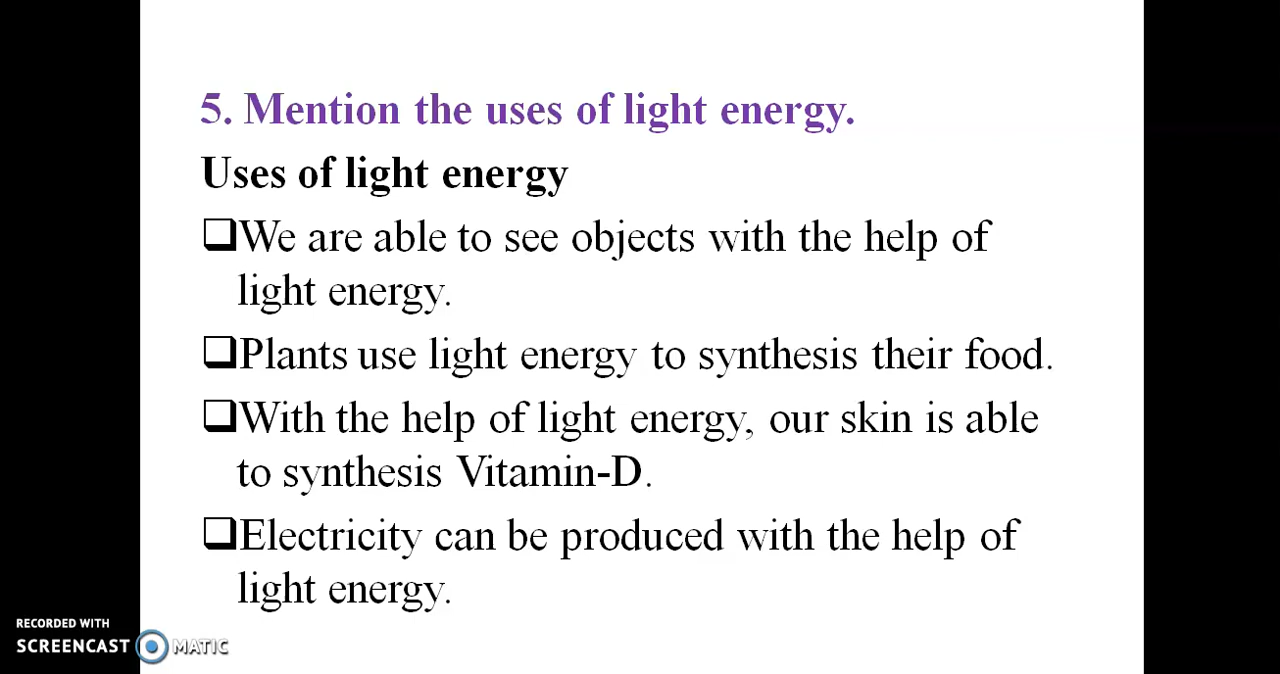 5. Mention the uses of light energy.
Uses of light energy
❑We are able to see objects with the help of
light energy.
❑Plants use light energy to synthesis their food.
❑With the help of light energy, our skin is able
to synthesis Vitamin-D.
❑Electricity can be produced with the help of
light energy.
RECORDED WITH
SCREENCAST MATIC